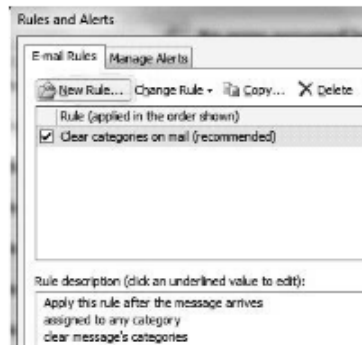 Rules and Alerts
E-mail Rules Manage Alerts
New Rule... Change Rule Copy... Delete
Rule (applied in the order shown)
Clear categories on mail (recommended)
Rule description (click an underlined value to edit):
Apply this rule after the message arrives
assigned to any category
clear message's categories